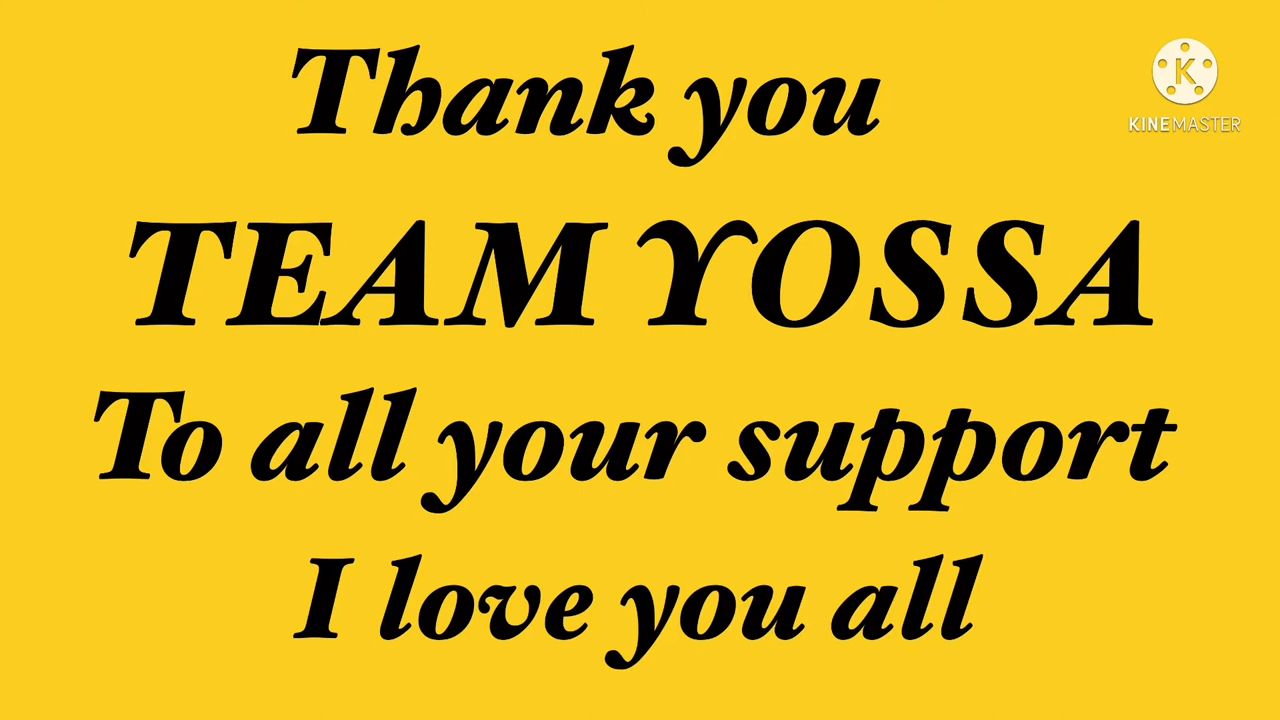 Thank you
KINEMASTER
TEAM YOSSA
To all your support
I love you all